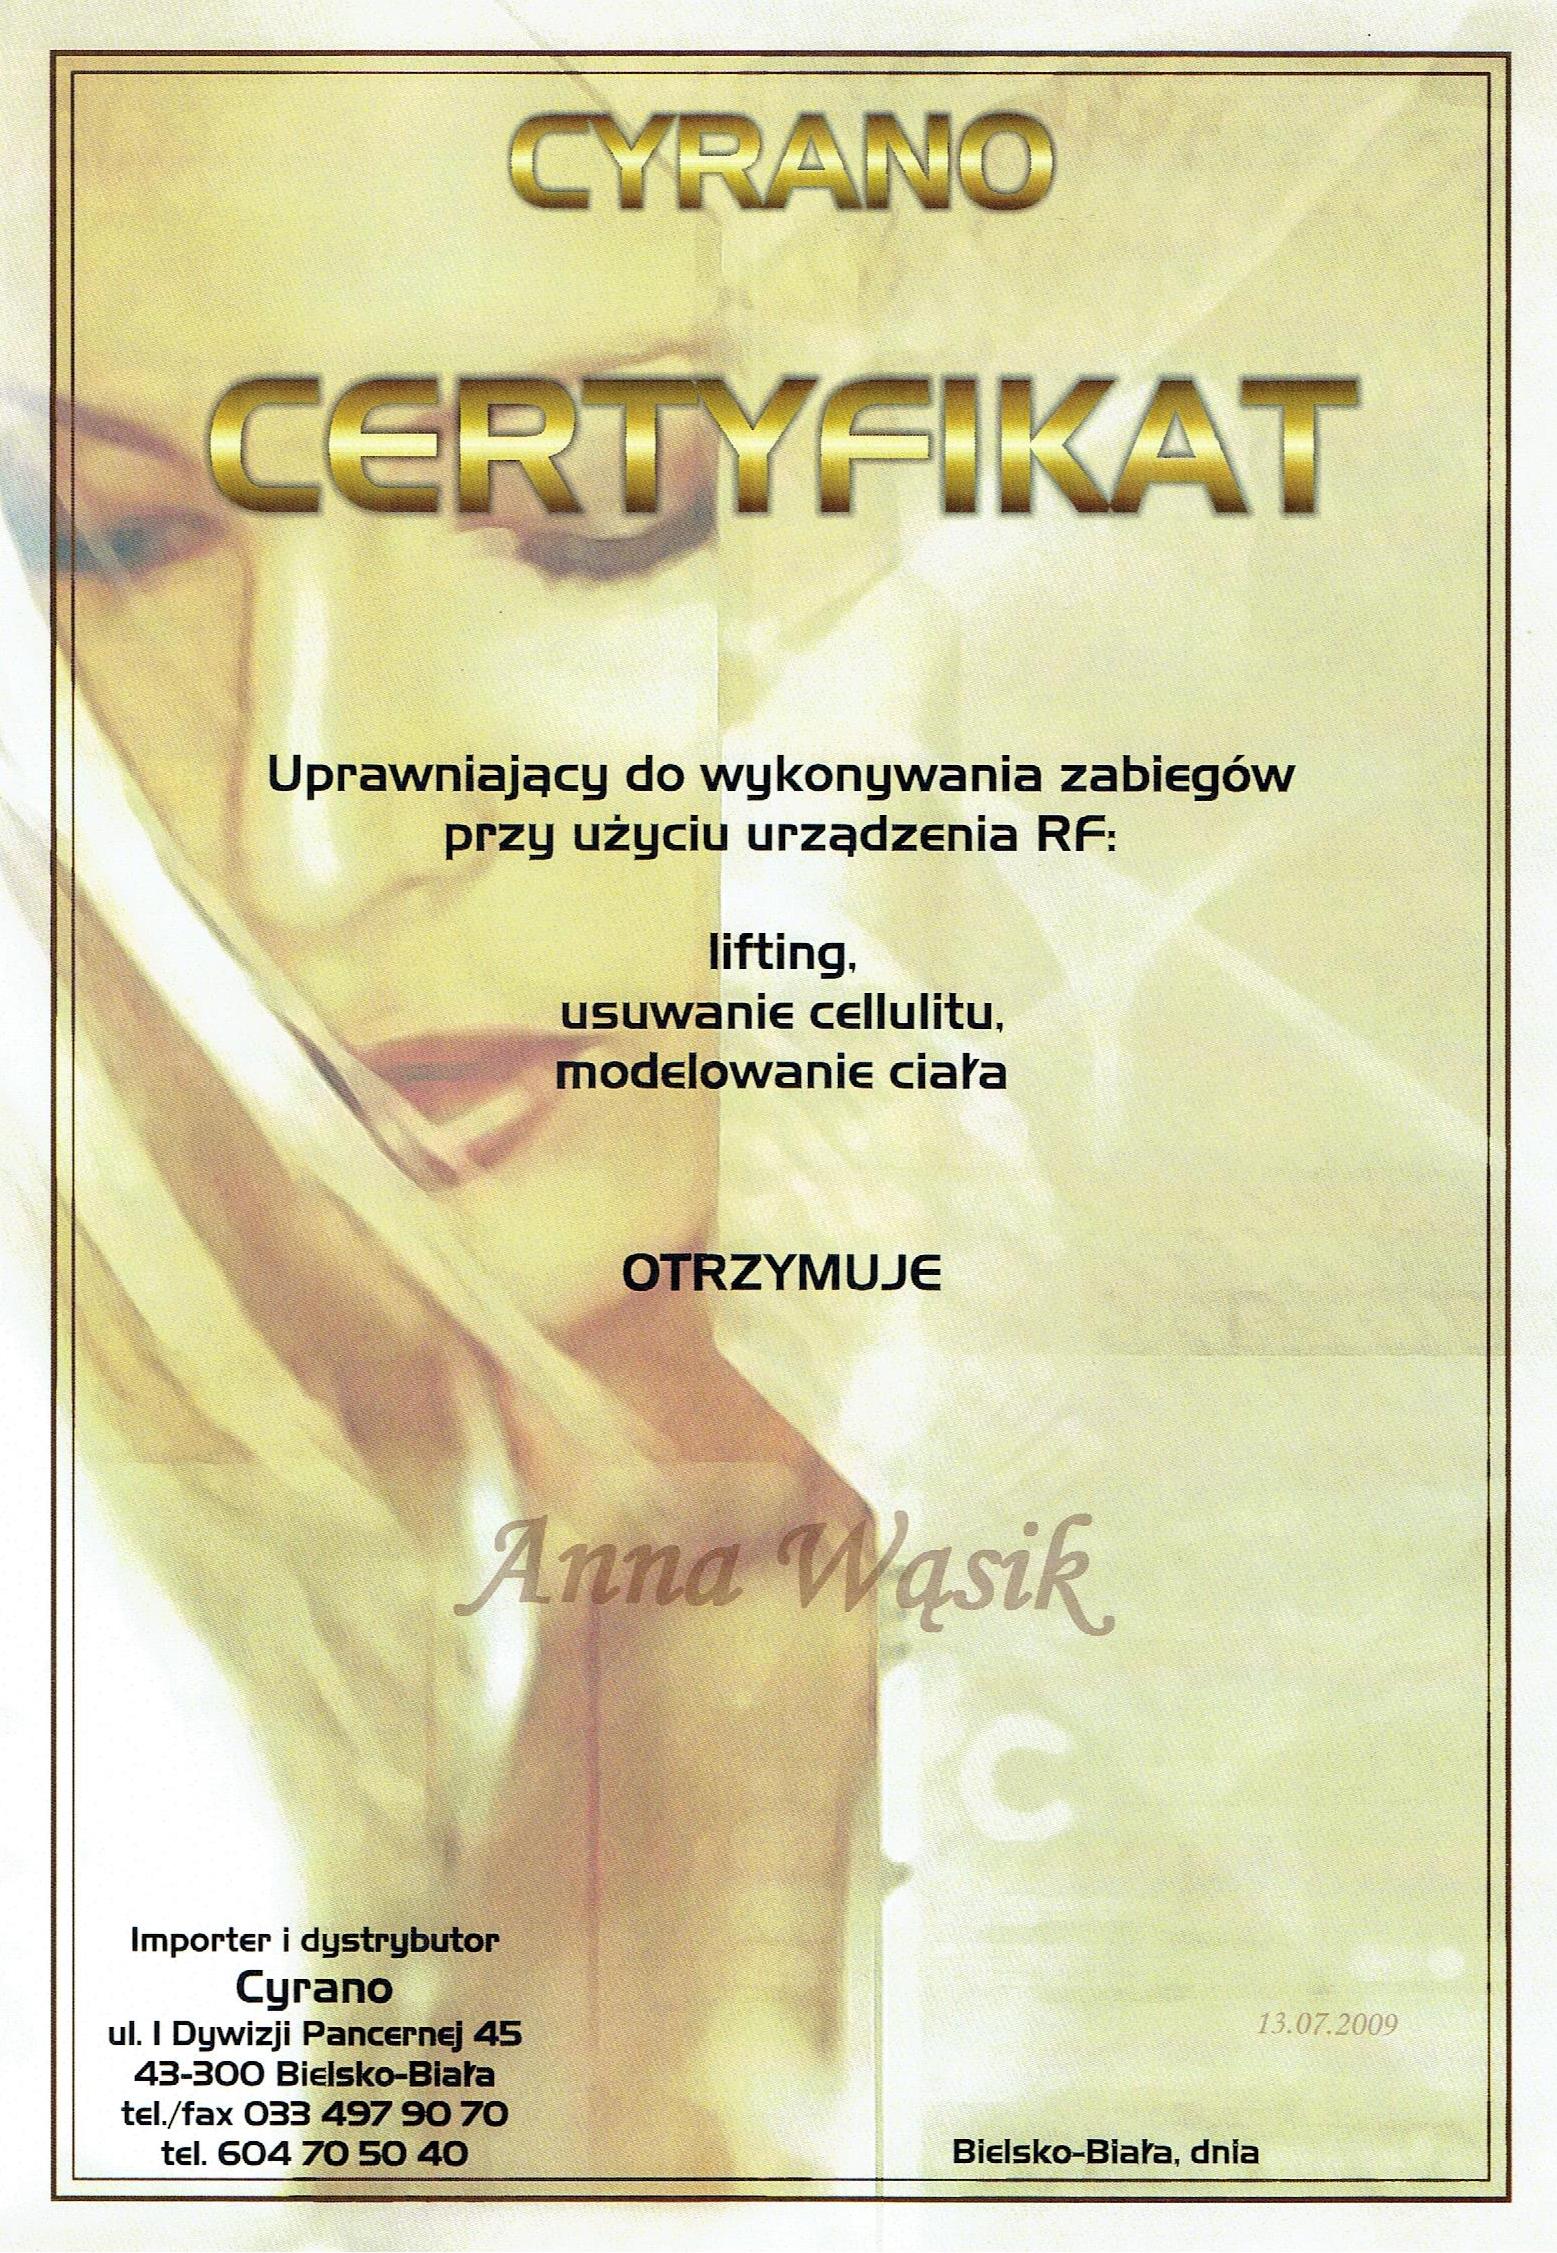 CYRANO
CERTYFIKAT
Uprawniający do wykonywania zabiegów
przy użyciu urządzenia RF:
lifting,
usuwanie cellulitu,
modelowanie ciała
OTRZYMUJE
Anna Wąsik
Importer i dystrybutor
Cyrano
ul. I Dywizji Pancernej 45
43-300 Bielsko-Biała
tel./fax 033 497 90 70
tel. 604 70 50 40
13.07.2009
Bielsko-Biała, dnia